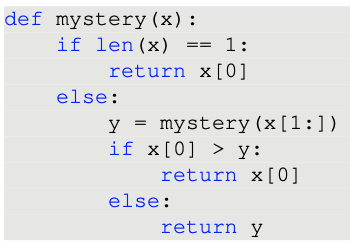 def mystery(x):
    if len(x) == 1:
        return x[0]
    else:
        y = mystery(x[1:])
        if x[0] > y:
            return x[0]
        else:
            return y